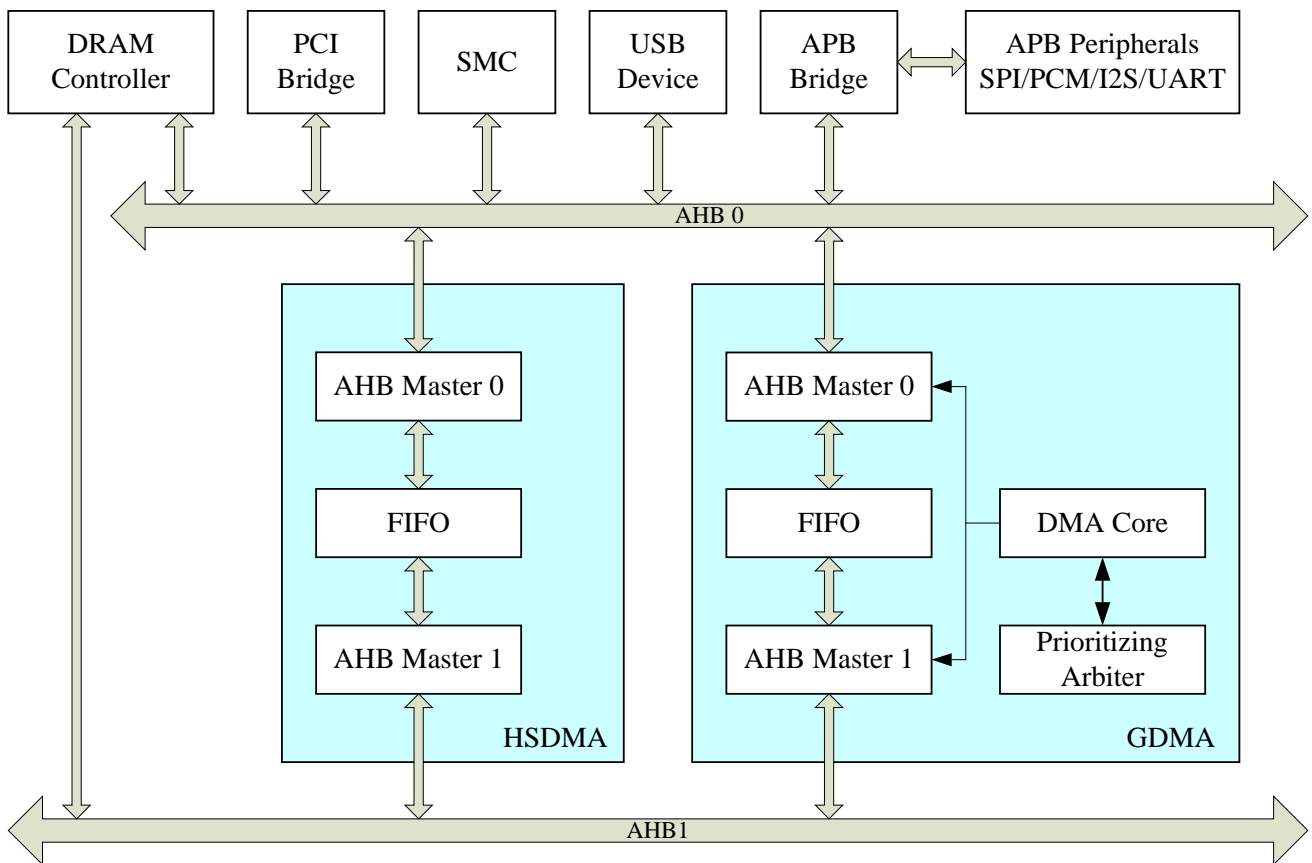 DRAM
Controller
PCI
Bridge
SMC
USB
Device
APB
Bridge
APB Peripherals
SPI/PCM/I2S/UART
AHB 0
AHB Master 0
FIFO
AHB Master 1
HSDMA
AHB Master 0
FIFO
AHB Master 1
DMA Core
Prioritizing
Arbiter
GDMA
AHB1